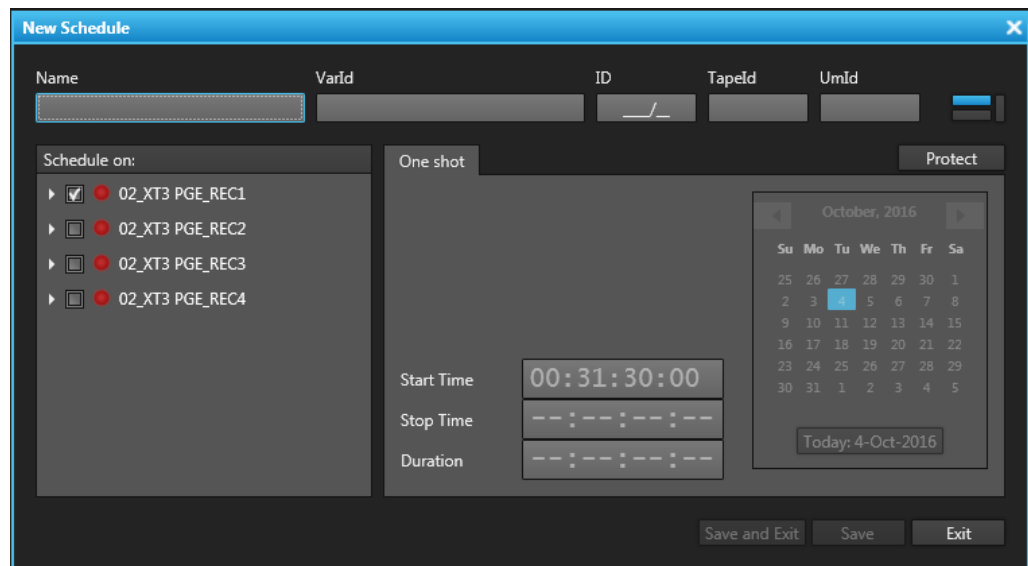 New Schedule
Name VarId ID TapeId UmId
__/_
Schedule on:
02_XT3 PGE_REC1
02_XT3 PGE_REC2
02_XT3 PGE_REC3
02_XT3 PGE_REC4
One shot
Protect
October, 2016
Su Mo Tu We Th Fr Sa
25 26 27 28 29 30 1
2 3 4 5 6 7 8
9 10 11 12 13 14 15
16 17 18 19 20 21 22
23 24 25 26 27 28 29
30 31 1 2 3 4 5
Today: 4-Oct-2016
Start Time 00:31:30:00
Stop Time --:--:--:--
Duration --:--:--:--
Save and Exit Save Exit